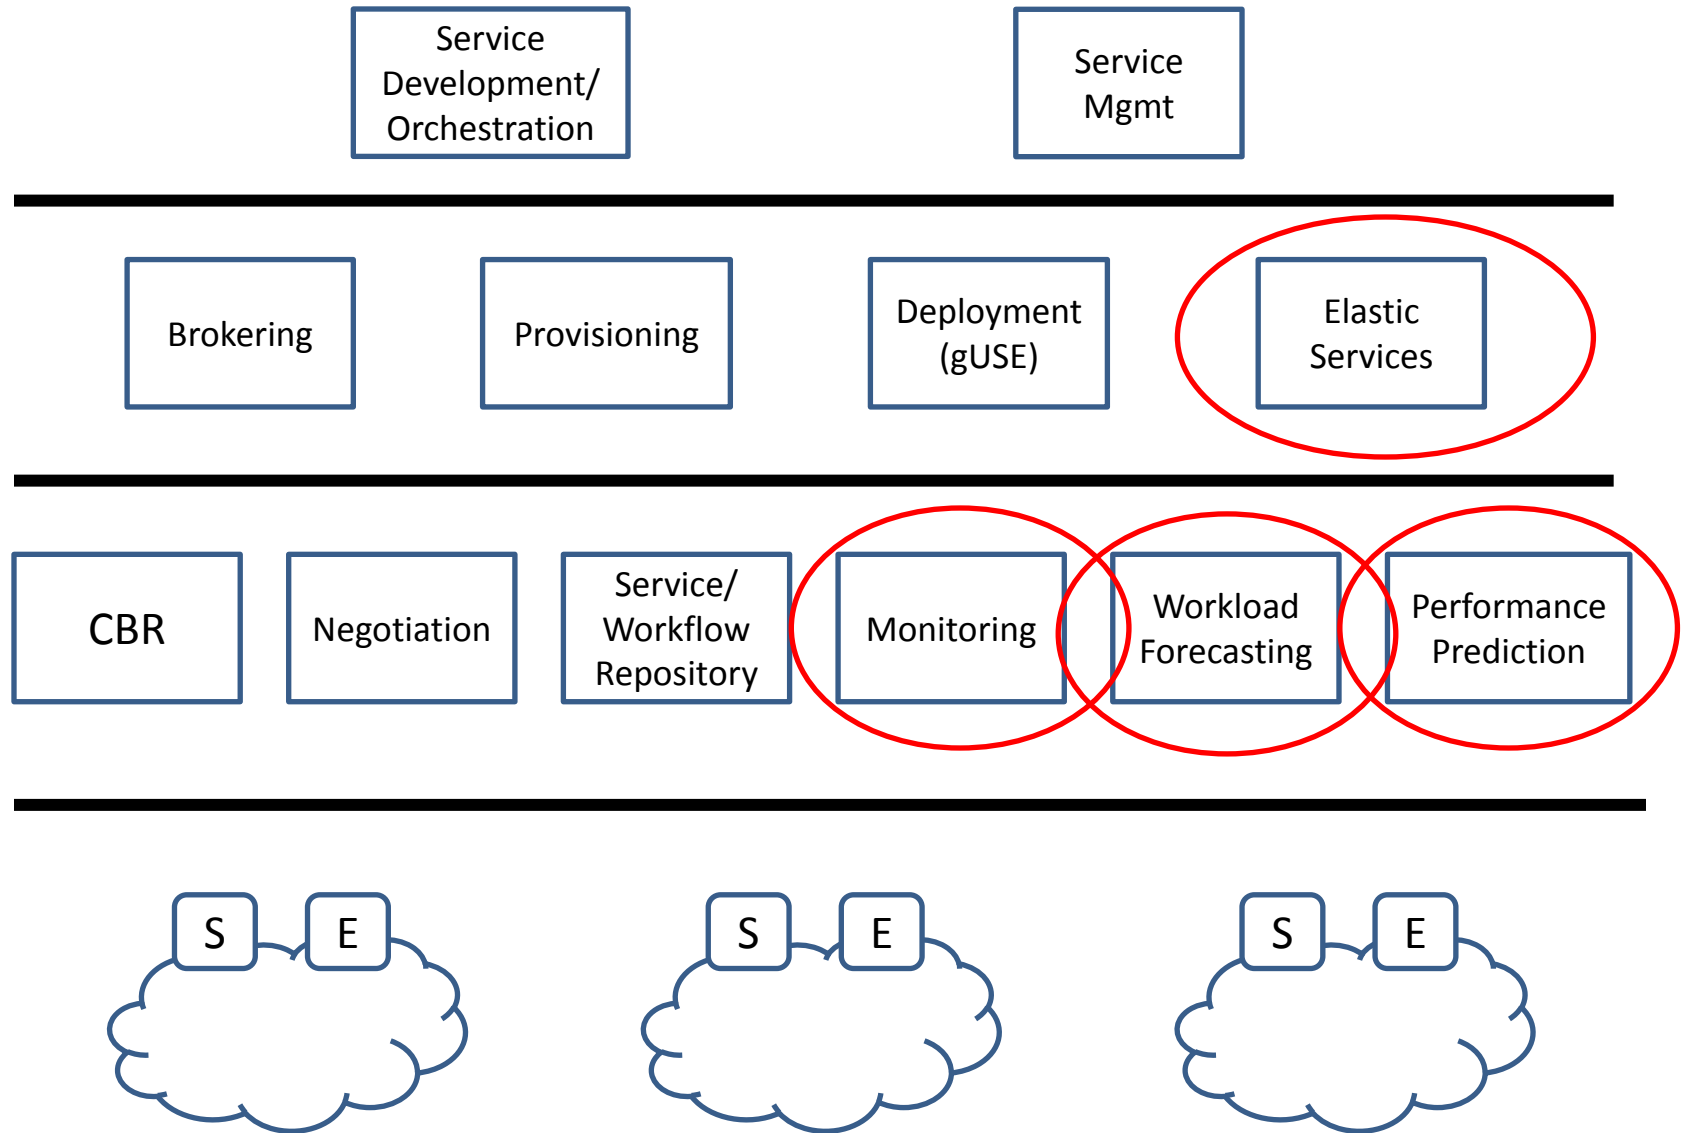 Service
Development/
Orchestration
Service
Mgmt
Brokering
Provisioning
Deployment
(gUSE)
Elastic
Services
CBR
Negotiation
Service/
Workflow
Repository
Monitoring
Workload
Forecasting
Performance
Prediction
S
E
S
E
S
E